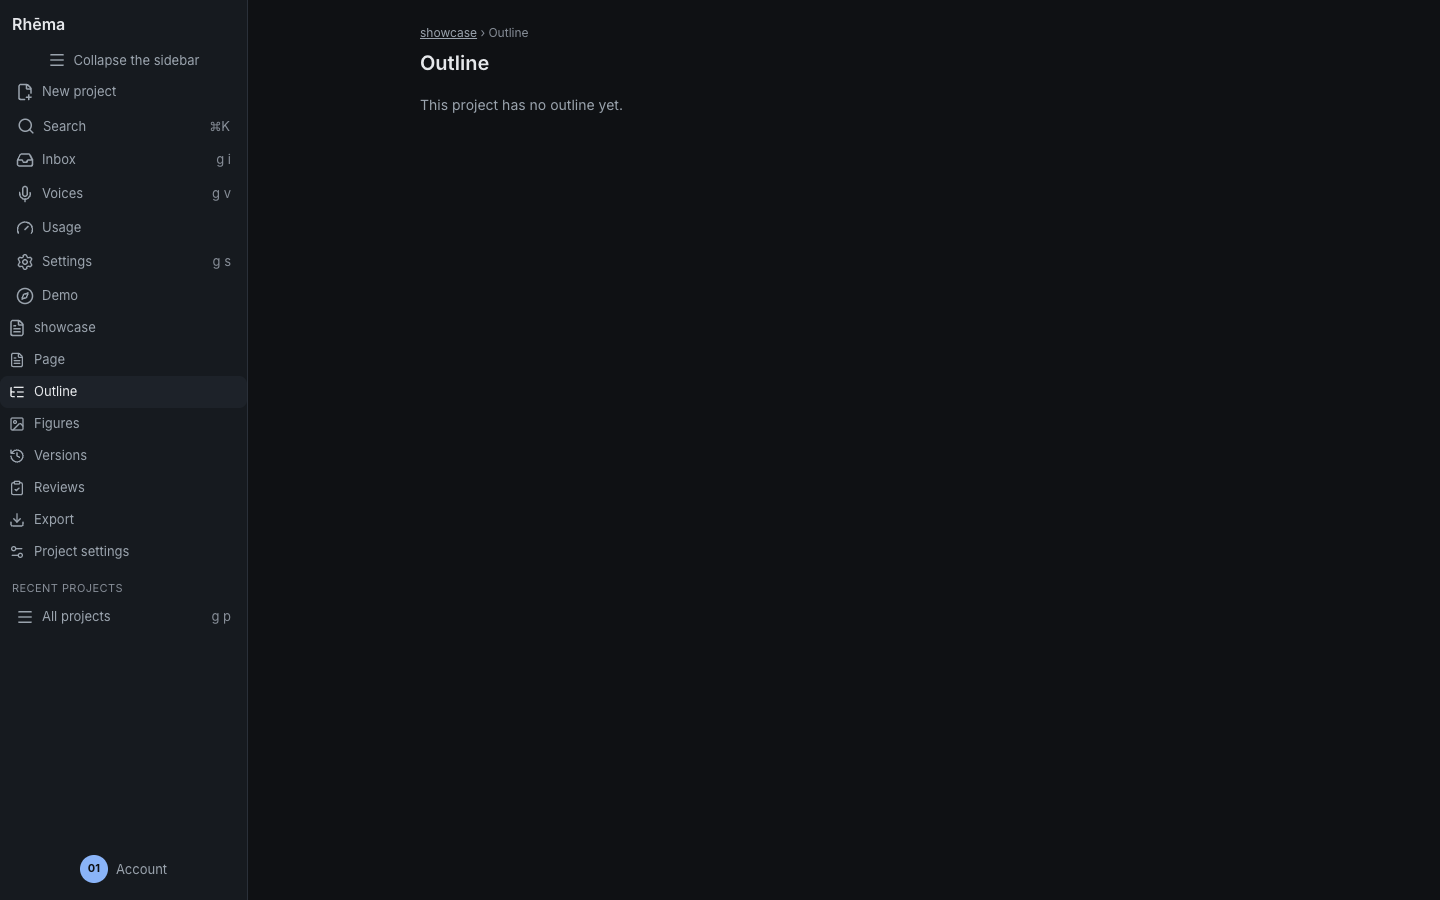 Rhēma
Collapse the sidebar
New project
Search ⌘K
Inbox g i
Voices g v
Usage
Settings g s
Demo
showcase
Page
Outline
Figures
Versions
Reviews
Export
Project settings
RECENT PROJECTS
All projects g p
01 Account
showcase › Outline
Outline
This project has no outline yet.